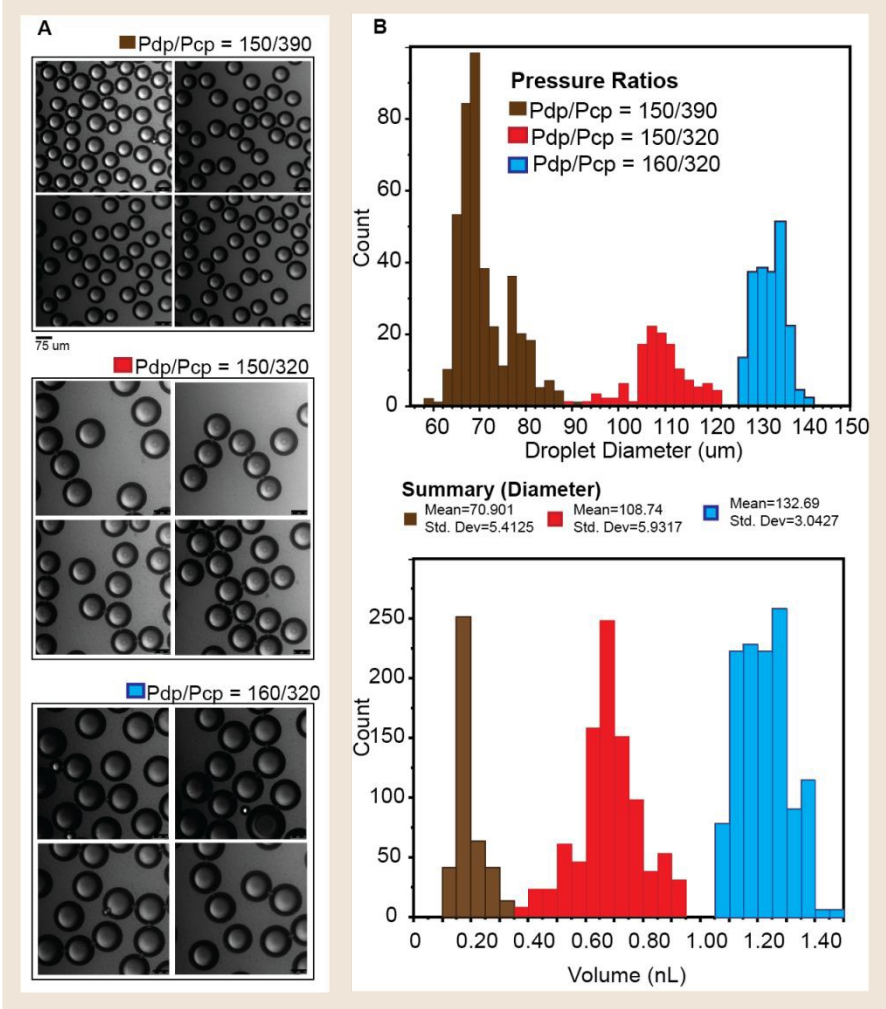 A
Pdp/Pcp = 150/390
75 um
Pdp/Pcp = 150/320
Pdp/Pcp = 160/320
B
Pressure Ratios
Pdp/Pcp = 150/390
Pdp/Pcp = 150/320
Pdp/Pcp = 160/320
Count
80
60
40
20
0
60 70 80 90 100 110 120 130 140 150
Droplet Diameter (um)
Summary (Diameter)
Mean=70.901
Std. Dev=5.4125
Mean=108.74
Std. Dev=5.9317
Mean=132.69
Std. Dev=3.0427
Count
250
200
150
100
50
0
0 0.20 0.40 0.60 0.80 1.00 1.20 1.40
Volume (nL)